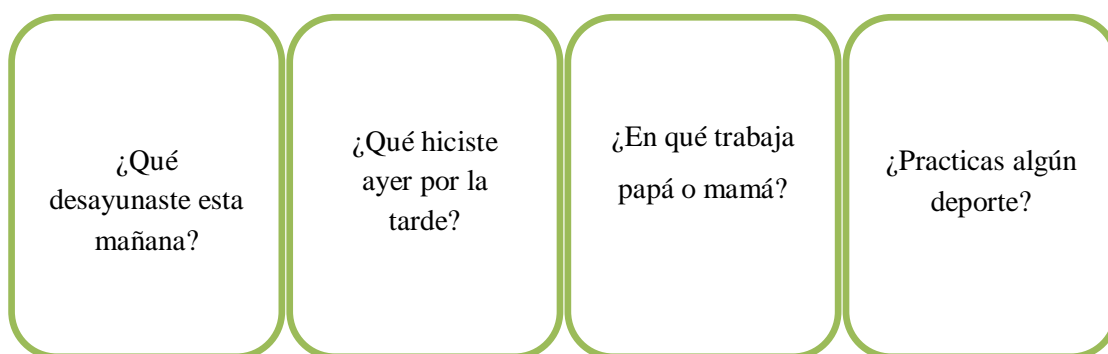 ¿Qué
desayunaste esta
mañana?
¿Qué hiciste
ayer por la
tarde?
¿En qué trabaja
papá o mamá?
¿Practicas algún
deporte?